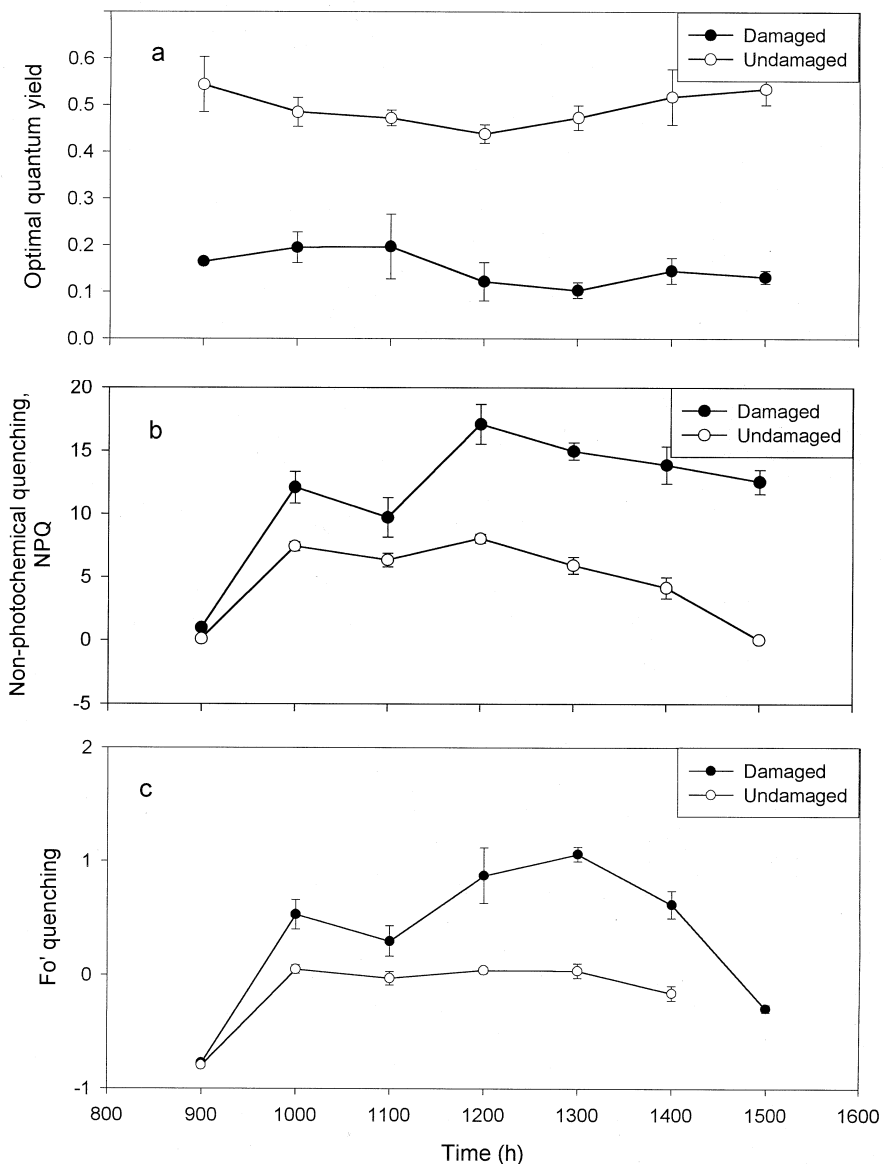 a
Damaged
Undamaged
Optimal quantum yield
0.6
0.5
0.4
0.3
0.2
0.1
0.0
b
Damaged
Undamaged
Non-photochemical quenching,
NPQ
20
15
10
5
0
-5
c
Damaged
Undamaged
Fo' quenching
2
1
0
-1
800 900 1000 1100 1200 1300 1400 1500 1600
Time (h)